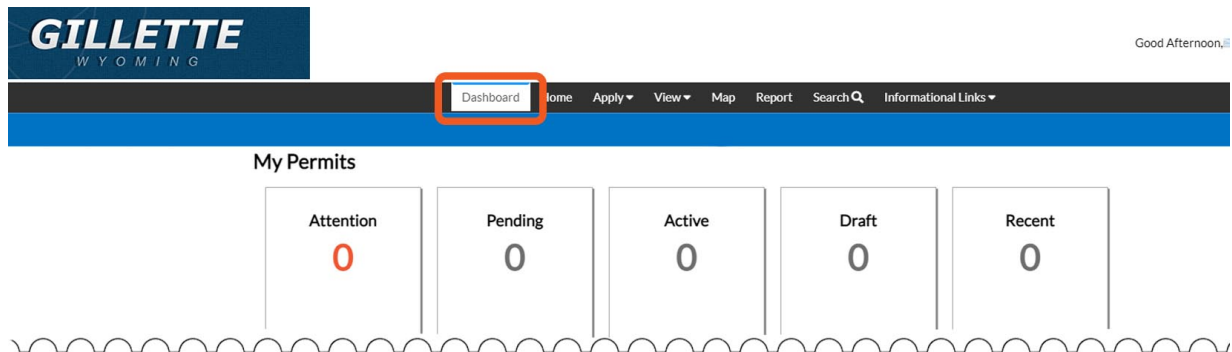 GILLETTE
WYOMING
Good Afternoon,
Dashboard Home Apply View Map Report Search Informational Links
My Permits
Attention Pending Active Draft Recent
0 0 0 0 0